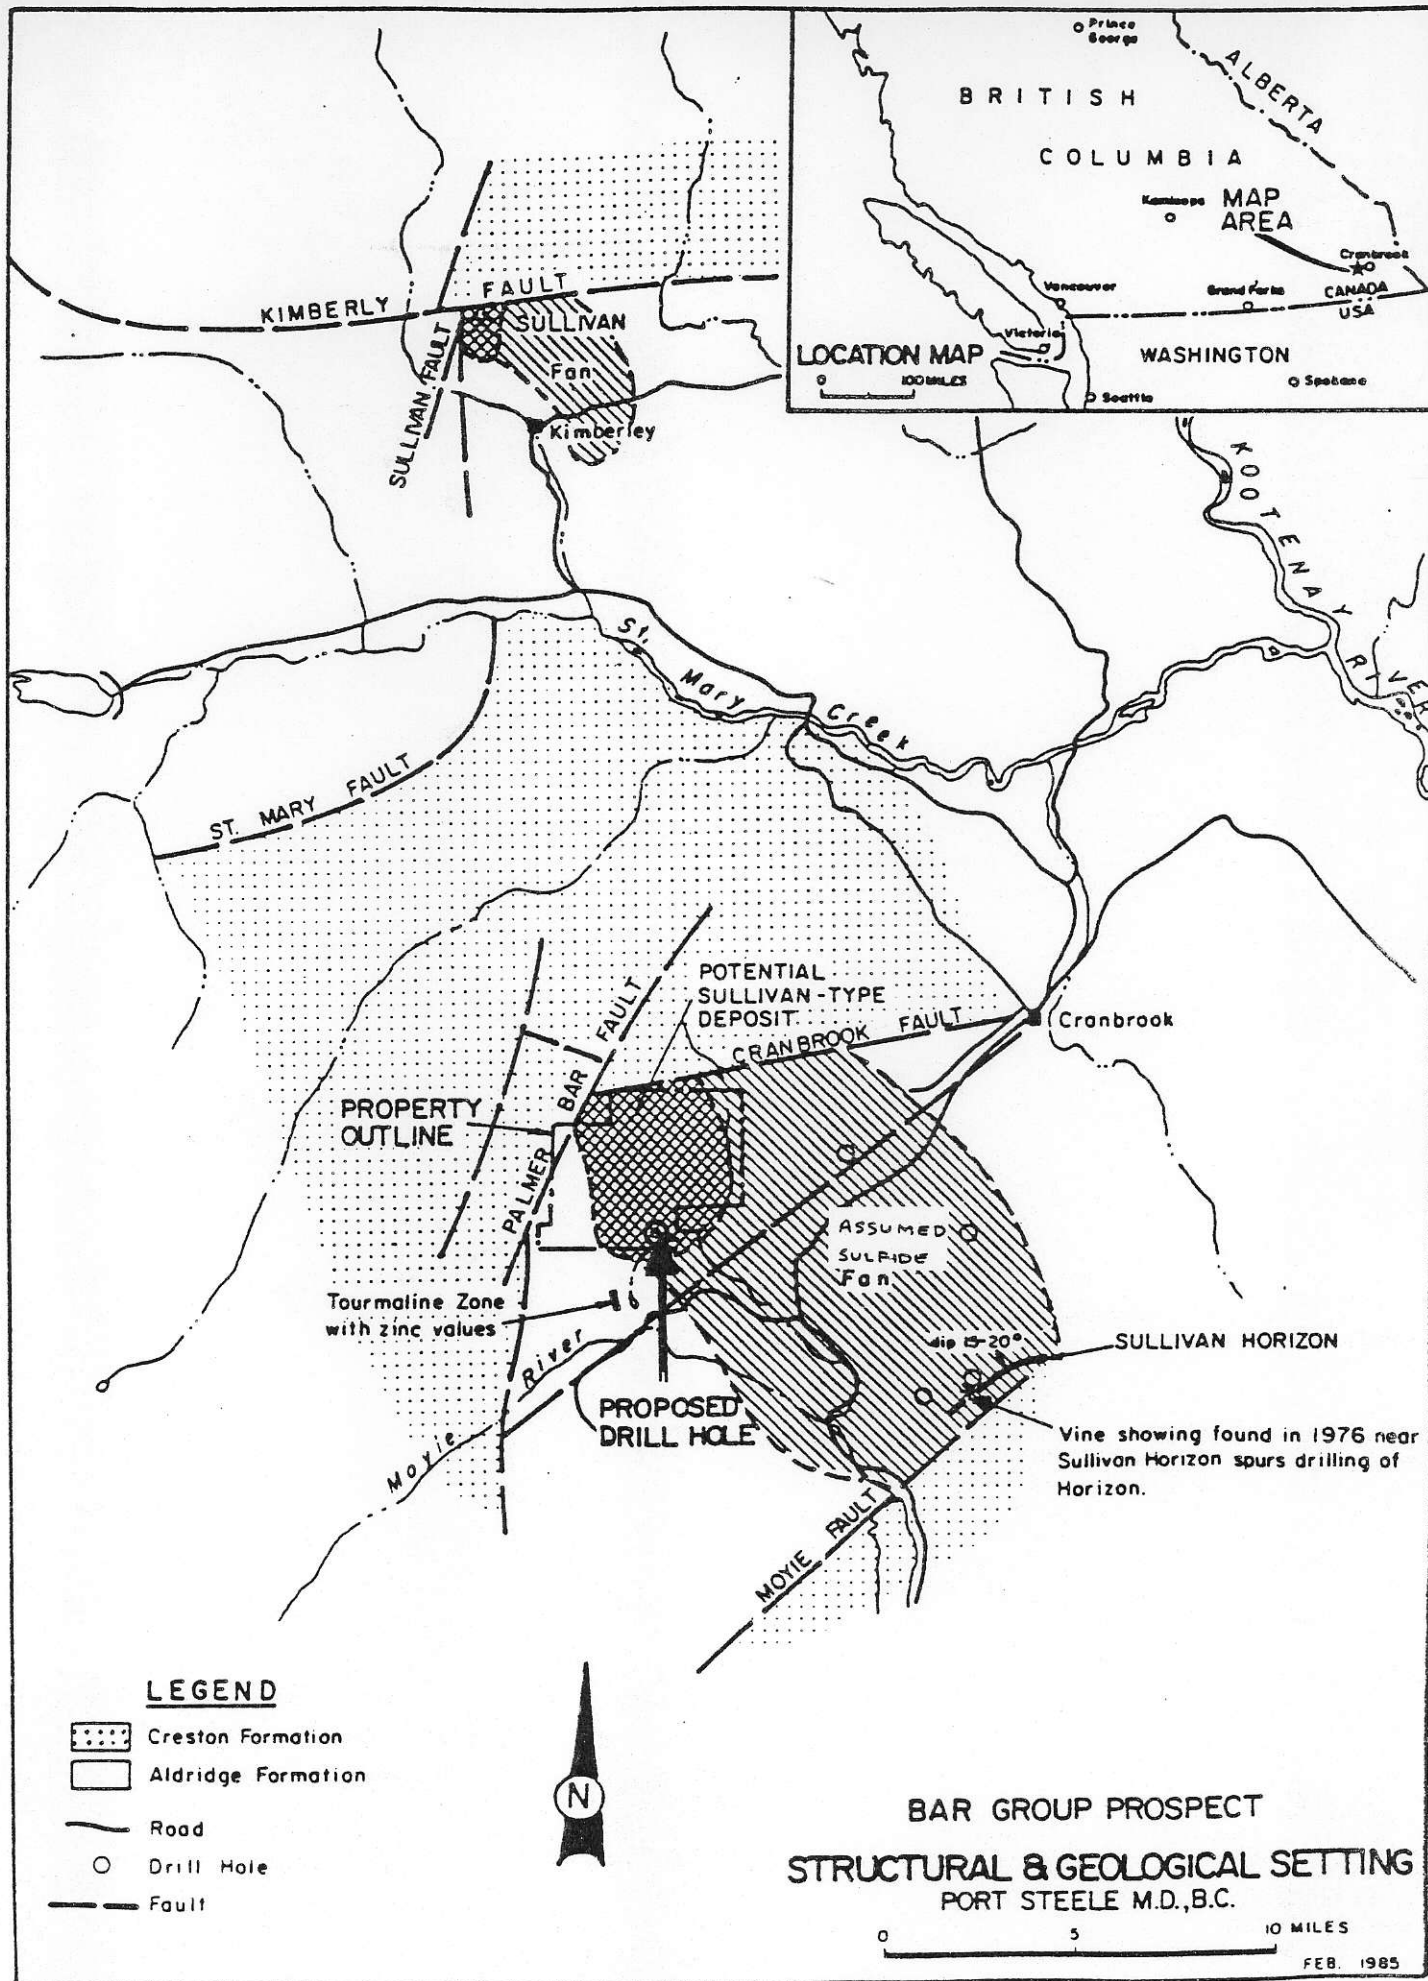 Prince
George
ALBERTA
BRITISH
COLUMBIA
Kamloops
MAP
AREA
Cranbrook
Vancouver
Grand Forks
CANADA
USA
Victoria
LOCATION MAP
WASHINGTON
0 100 MILES
Spokane
Seattle
KIMBERLY FAULT
SULLIVAN
Fan
SULLIVAN FAULT
Kimberley
KOOTENAY RIVER
St. Mary Creek
ST. MARY FAULT
POTENTIAL
SULLIVAN-TYPE
DEPOSIT
CRANBROOK FAULT
Cranbrook
PALMER BAR FAULT
PROPERTY
OUTLINE
ASSUMED
SULFIDE
Fan
Tourmaline Zone
with zinc values
dip 15-20°
SULLIVAN HORIZON
Moyie River
PROPOSED
DRILL HOLE
Vine showing found in 1976 near
Sullivan Horizon spurs drilling of
Horizon.
MOYIE FAULT
LEGEND
Creston Formation
Aldridge Formation
Road
Drill Hole
Fault
N
BAR GROUP PROSPECT
STRUCTURAL & GEOLOGICAL SETTING
PORT STEELE M.D., B.C.
0 5 10 MILES
FEB. 1985